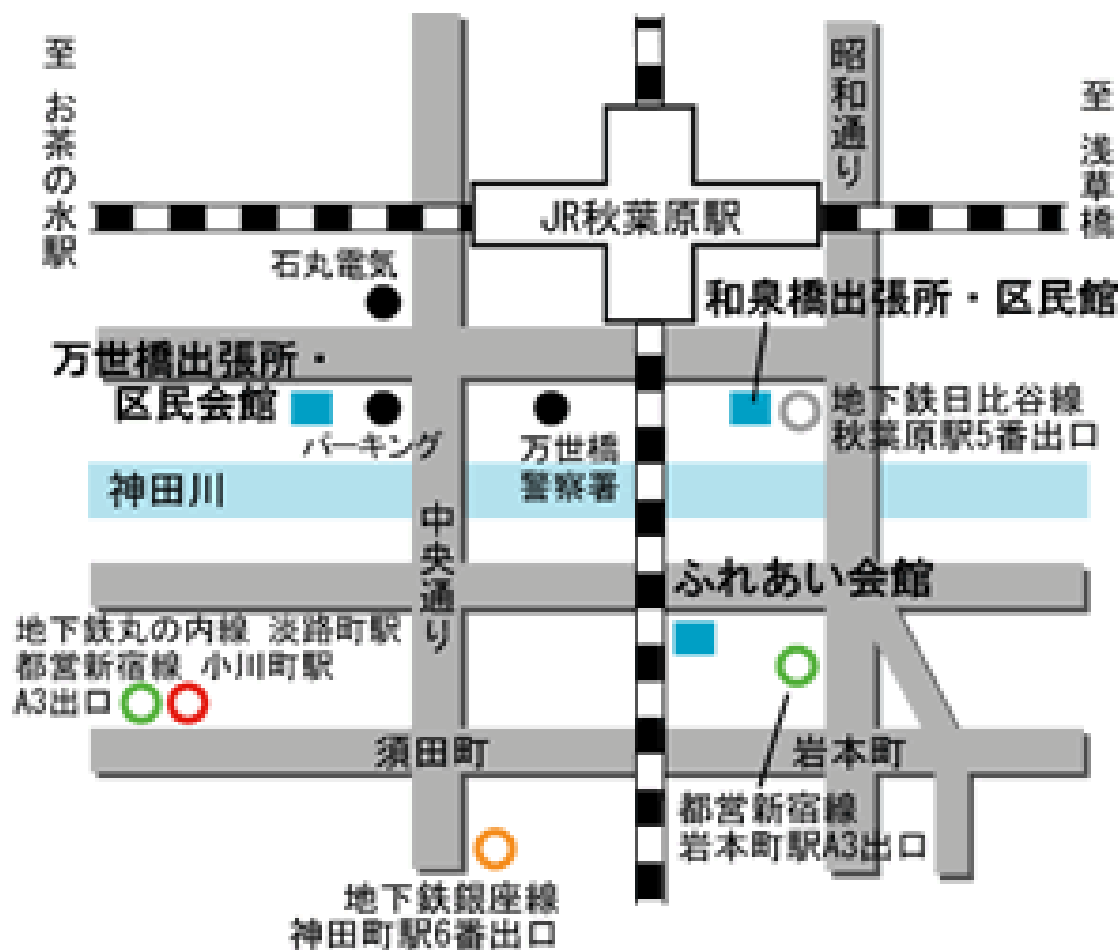 至 お茶の水駅
昭和通り
至 浅草橋
JR秋葉原駅
石丸電気
和泉橋出張所・区民館
万世橋出張所・
区民会館
パーキング
万世橋
警察署
地下鉄日比谷線
秋葉原駅5番出口
神田川
中央通り
ふれあい会館
地下鉄丸の内線 淡路町駅
都営新宿線 小川町駅
A3出口
須田町
岩本町
都営新宿線
岩本町駅A3出口
地下鉄銀座線
神田町駅6番出口